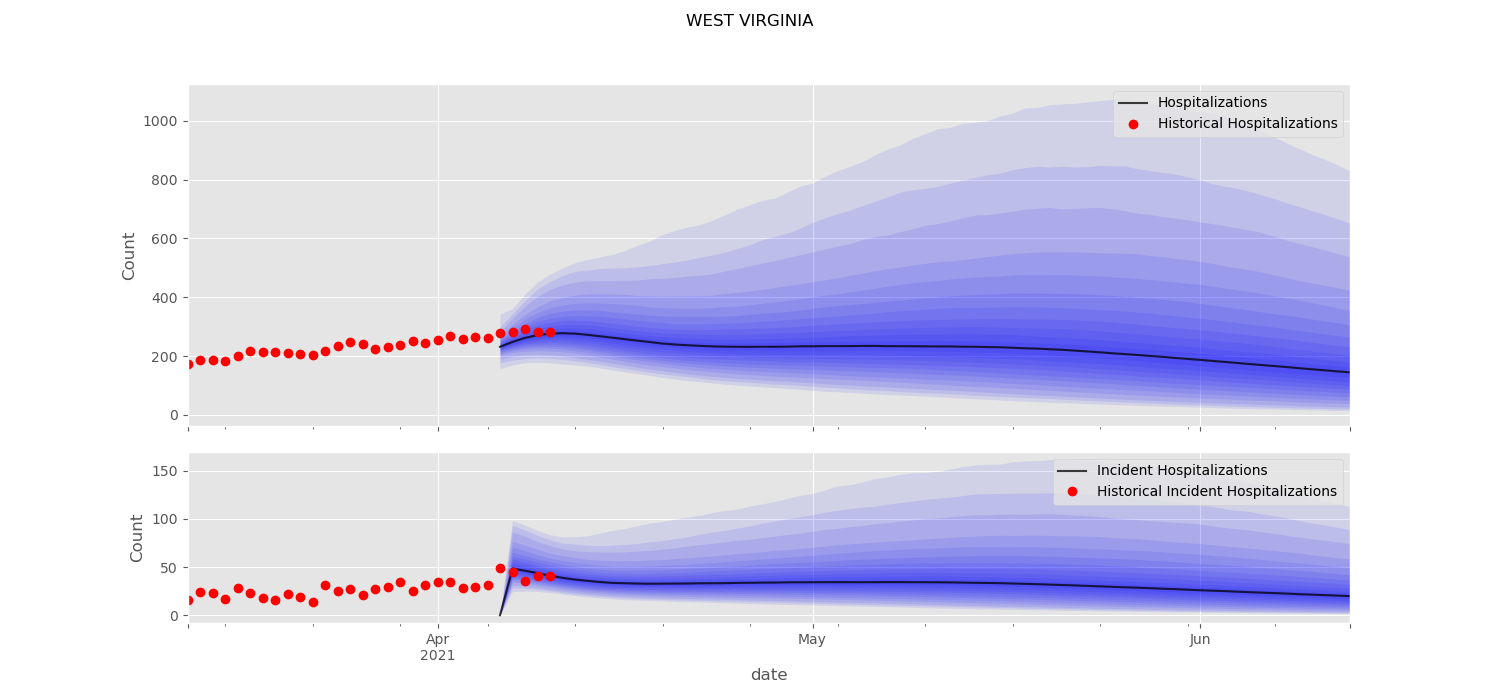 WEST VIRGINIA
1000
800
600
400
200
0
Count
Hospitalizations
Historical Hospitalizations
150
100
50
0
Count
Incident Hospitalizations
Historical Incident Hospitalizations
Apr
2021
May
Jun
date